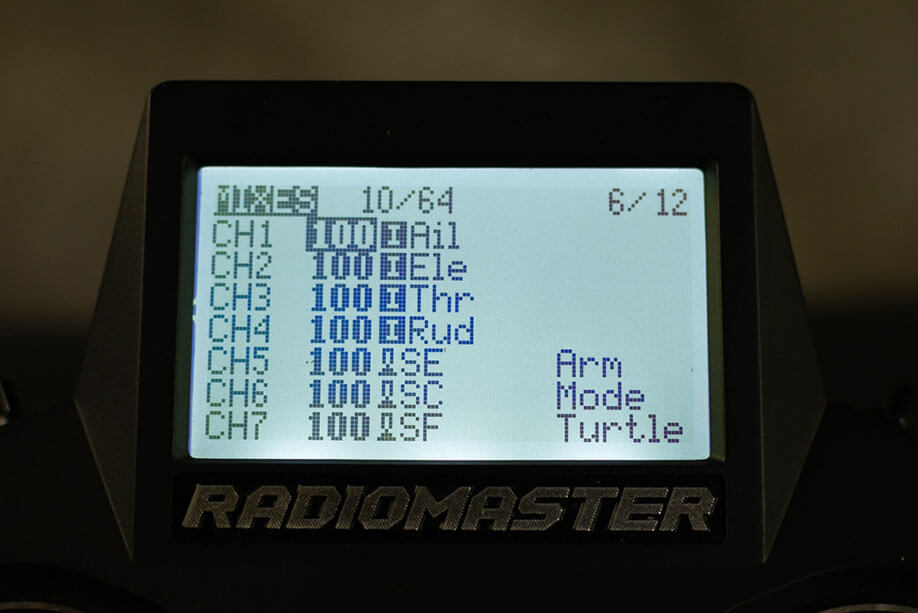 MIXES 10/64 6/12
CH1 100 Ail
CH2 100 Ele
CH3 100 Thr
CH4 100 Rud
CH5 100 SE Arm
CH6 100 SC Mode
CH7 100 SF Turtle
RADIOMASTER